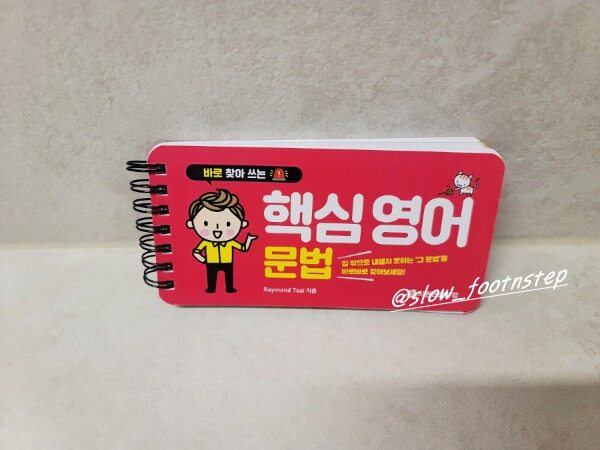 바로 찾아 쓰는
핵심 영어
문법
입 밖으로 내뱉지 못하는 "그 문법"을
바로바로 찾아보세요!
Raymond Tsai 지음
@slow_footnstep